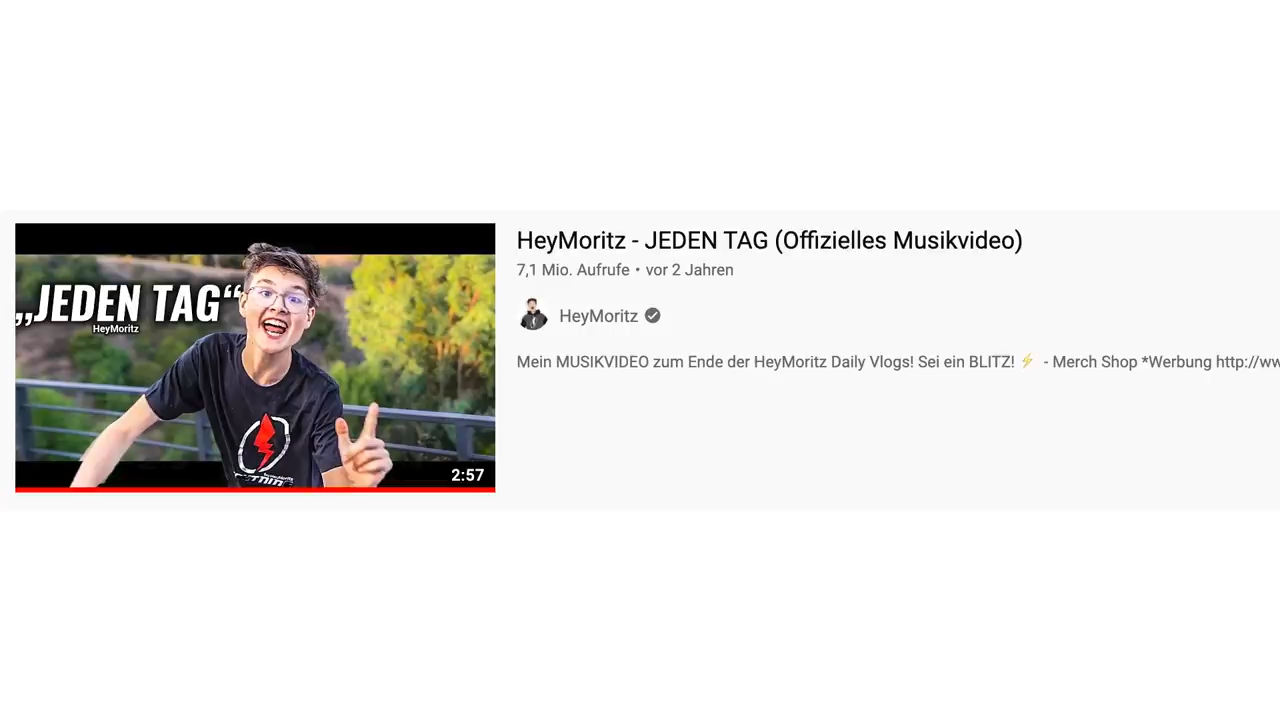 „JEDEN TAG“
HeyMoritz
2:57
HeyMoritz - JEDEN TAG (Offizielles Musikvideo)
7,1 Mio. Aufrufe • vor 2 Jahren
HeyMoritz
Mein MUSIKVIDEO zum Ende der HeyMoritz Daily Vlogs! Sei ein BLITZ! ⚡ - Merch Shop *Werbung http://ww